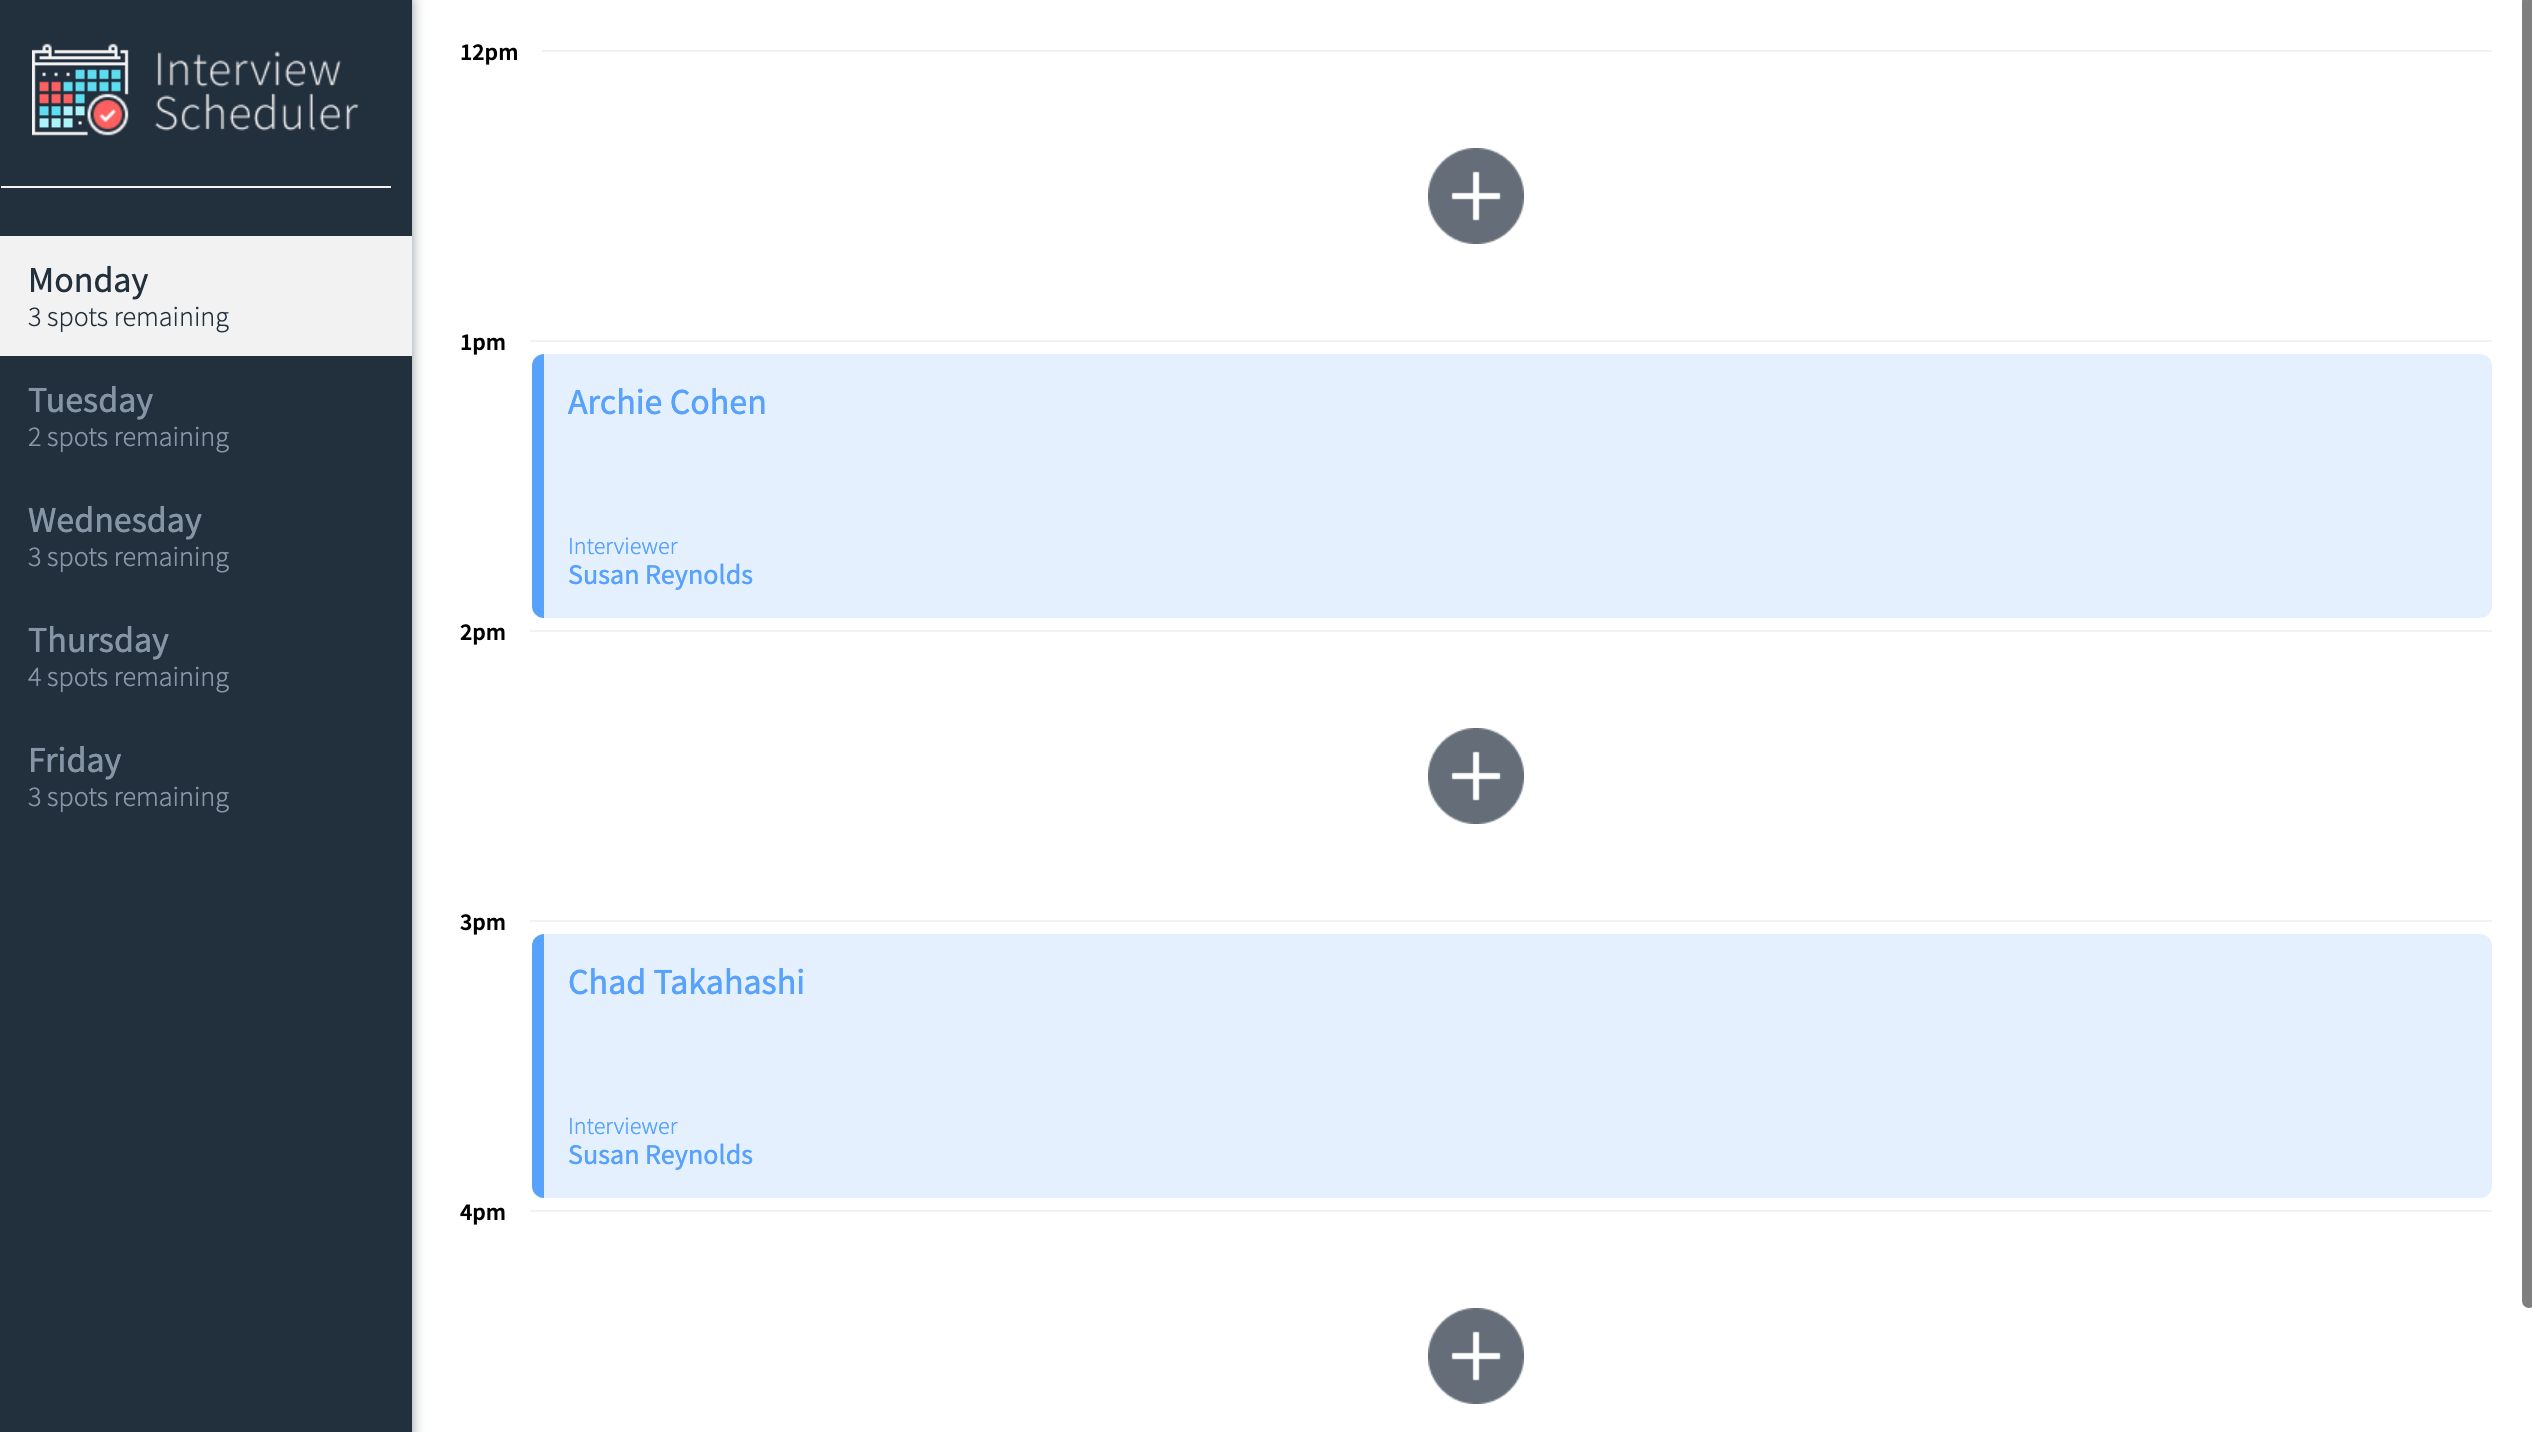 Interview
Scheduler
Monday
3 spots remaining
Tuesday
2 spots remaining
Wednesday
3 spots remaining
Thursday
4 spots remaining
Friday
3 spots remaining
12pm
1pm
Archie Cohen
Interviewer
Susan Reynolds
2pm
3pm
Chad Takahashi
Interviewer
Susan Reynolds
4pm